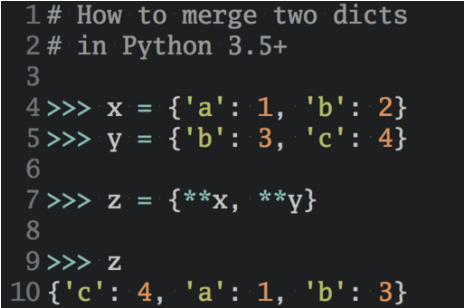 1 # How to merge two dicts
2 # in Python 3.5+
3
4 >>> x = {'a': 1, 'b': 2}
5 >>> y = {'b': 3, 'c': 4}
6
7 >>> z = {**x, **y}
8
9 >>> z
10 {'c': 4, 'a': 1, 'b': 3}